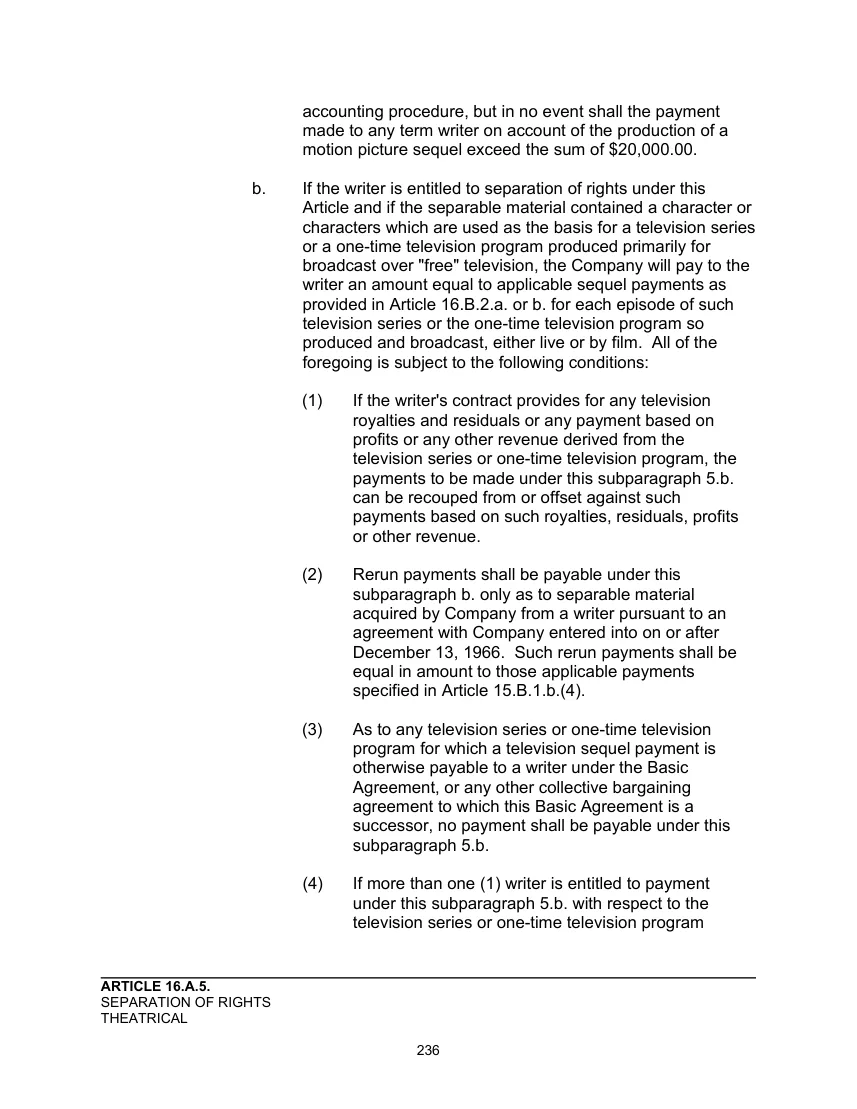 accounting procedure, but in no event shall the payment
made to any term writer on account of the production of a
motion picture sequel exceed the sum of $20,000.00.
b. If the writer is entitled to separation of rights under this
Article and if the separable material contained a character or
characters which are used as the basis for a television series
or a one-time television program produced primarily for
broadcast over "free" television, the Company will pay to the
writer an amount equal to applicable sequel payments as
provided in Article 16.B.2.a. or b. for each episode of such
television series or the one-time television program so
produced and broadcast, either live or by film.  All of the
foregoing is subject to the following conditions:
(1) If the writer's contract provides for any television
royalties and residuals or any payment based on
profits or any other revenue derived from the
television series or one-time television program, the
payments to be made under this subparagraph 5.b.
can be recouped from or offset against such
payments based on such royalties, residuals, profits
or other revenue.
(2) Rerun payments shall be payable under this
subparagraph b. only as to separable material
acquired by Company from a writer pursuant to an
agreement with Company entered into on or after
December 13, 1966.  Such rerun payments shall be
equal in amount to those applicable payments
specified in Article 15.B.1.b.(4).
(3) As to any television series or one-time television
program for which a television sequel payment is
otherwise payable to a writer under the Basic
Agreement, or any other collective bargaining
agreement to which this Basic Agreement is a
successor, no payment shall be payable under this
subparagraph 5.b.
(4) If more than one (1) writer is entitled to payment
under this subparagraph 5.b. with respect to the
television series or one-time television program
ARTICLE 16.A.5.
SEPARATION OF RIGHTS
THEATRICAL
236